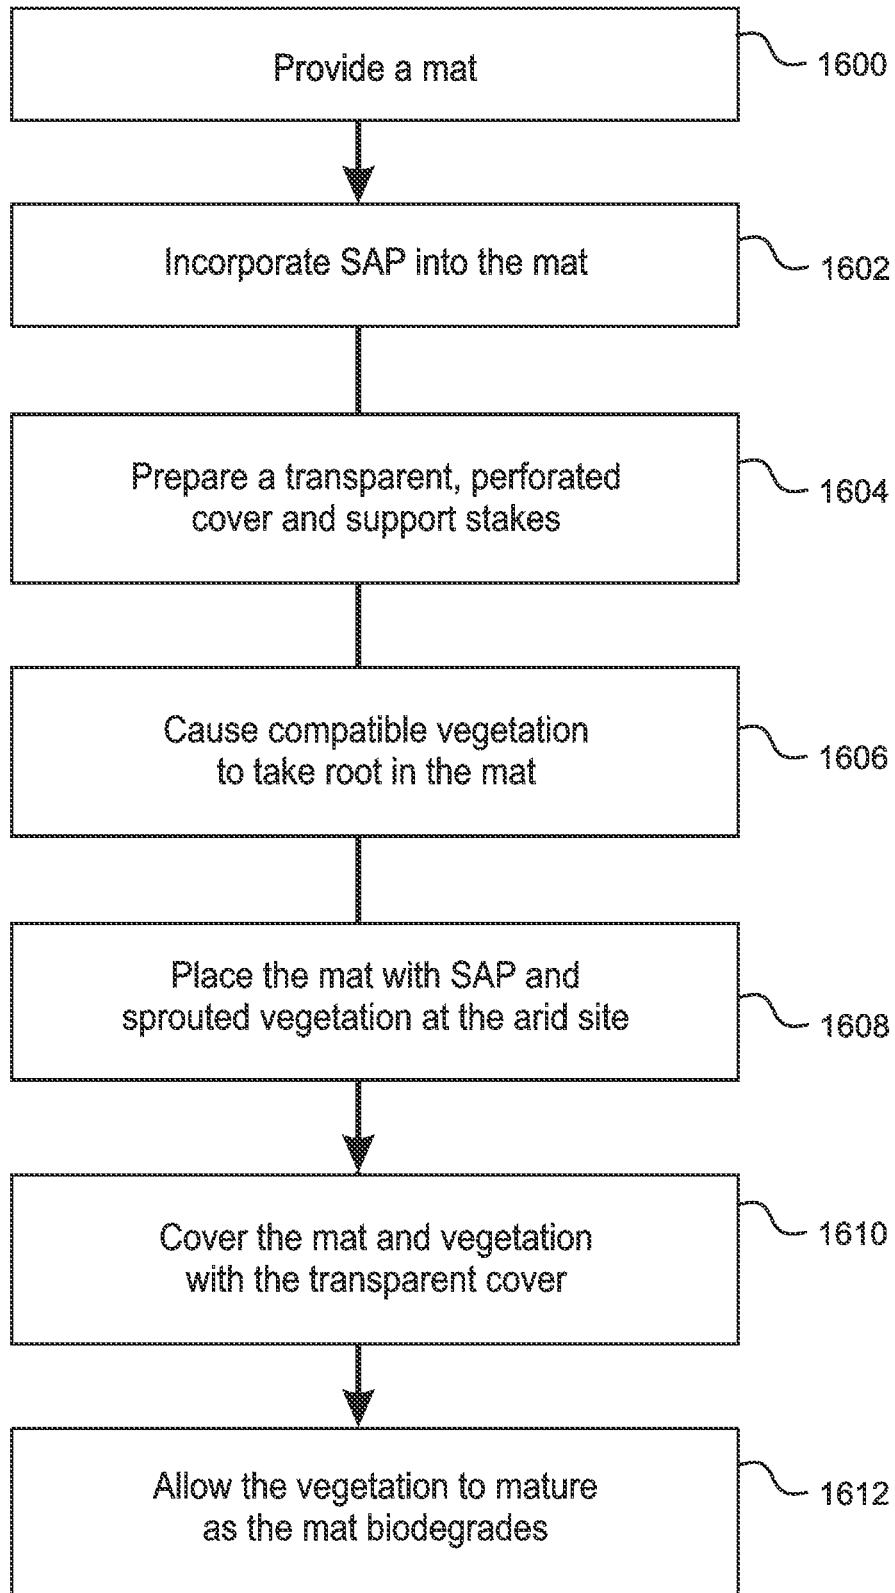 Provide a mat
1600
Incorporate SAP into the mat
1602
Prepare a transparent, perforated
cover and support stakes
1604
Cause compatible vegetation
to take root in the mat
1606
Place the mat with SAP and
sprouted vegetation at the arid site
1608
Cover the mat and vegetation
with the transparent cover
1610
Allow the vegetation to mature
as the mat biodegrades
1612